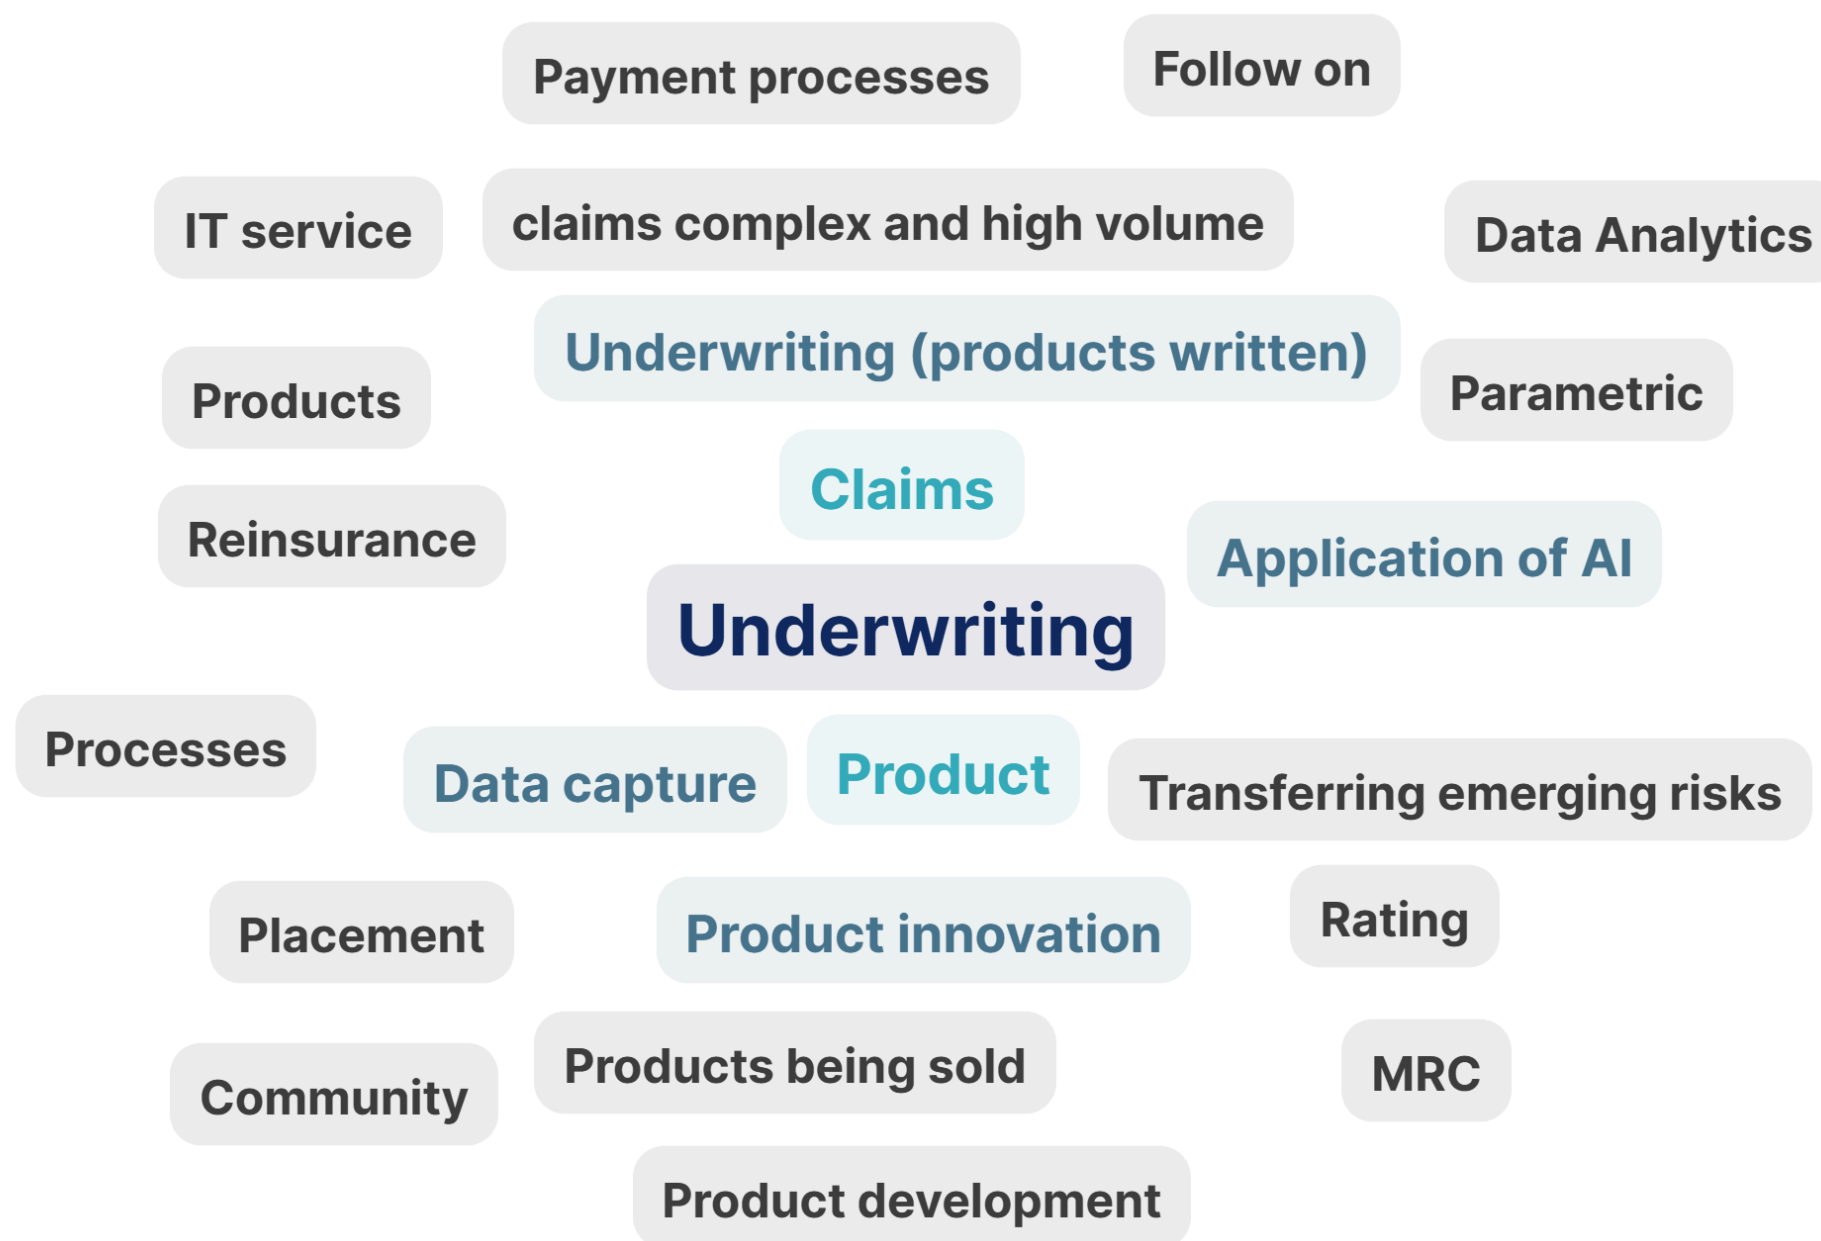 Payment processes
Follow on
IT service
claims complex and high volume
Data Analytics
Underwriting (products written)
Products
Parametric
Claims
Reinsurance
Application of AI
Underwriting
Processes
Data capture
Product
Transferring emerging risks
Placement
Product innovation
Rating
Products being sold
MRC
Community
Product development